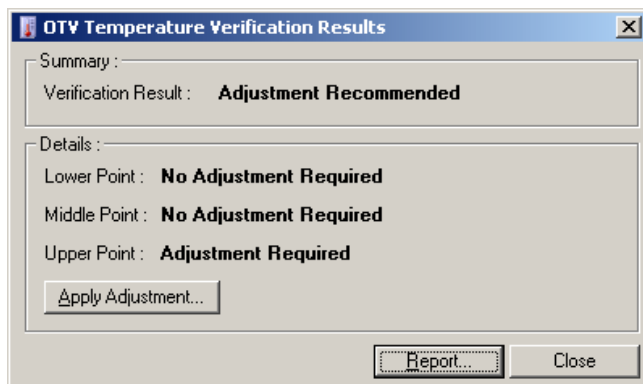 OTV Temperature Verification Results
Summary :
Verification Result : Adjustment Recommended
Details :
Lower Point : No Adjustment Required
Middle Point : No Adjustment Required
Upper Point : Adjustment Required
Apply Adjustment...
Report... Close